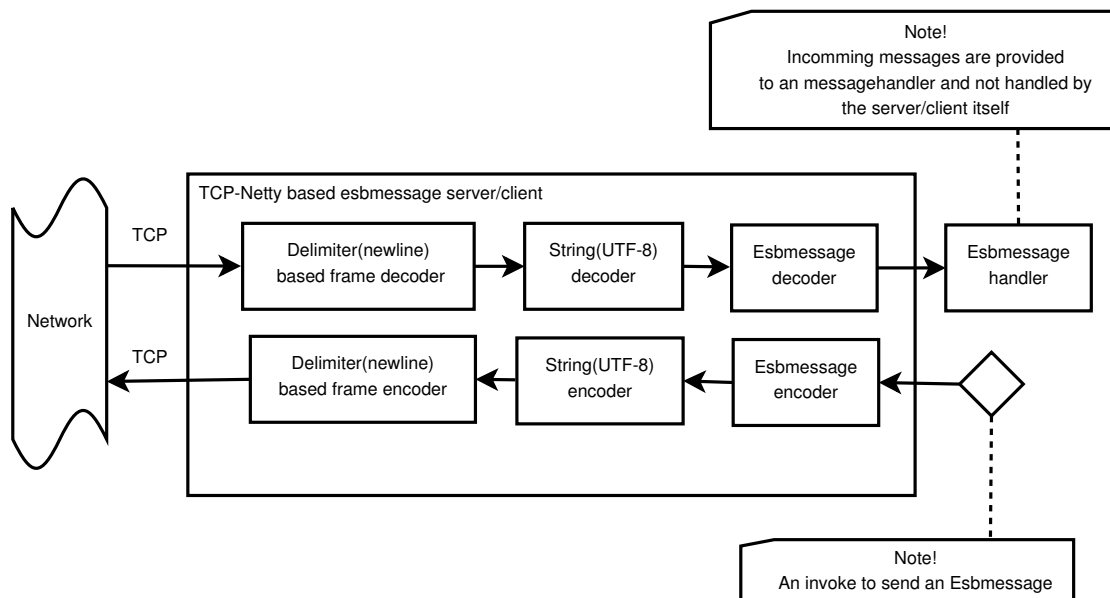 Note!
Incomming messages are provided
to an messagehandler and not handled by
the server/client itself
TCP-Netty based esbmessage server/client
TCP
Delimiter(newline)
based frame decoder
String(UTF-8)
decoder
Esbmessage
decoder
Esbmessage
handler
Network
TCP
Delimiter(newline)
based frame encoder
String(UTF-8)
encoder
Esbmessage
encoder
Note!
An invoke to send an Esbmessage